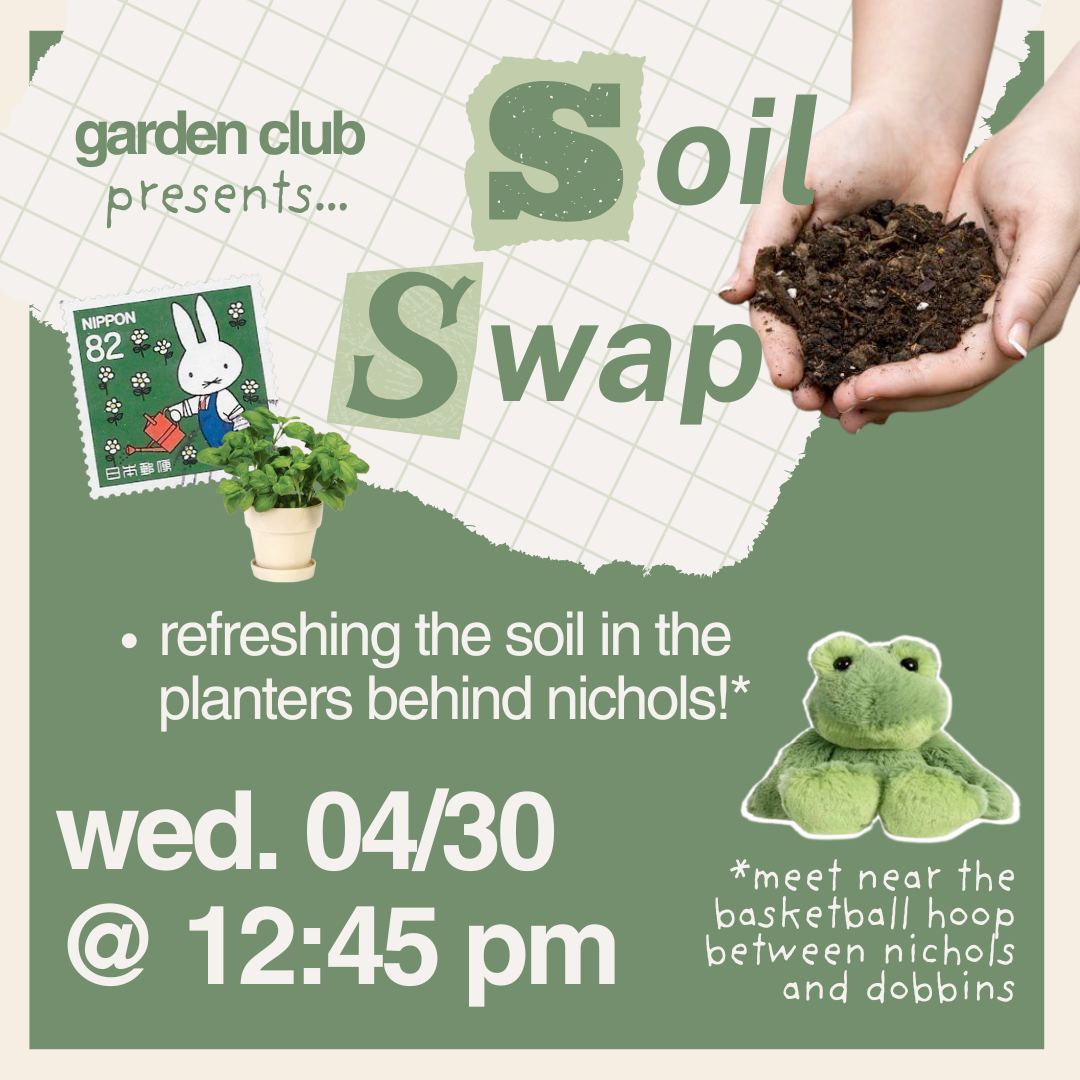 garden club
presents...
Soil
Swap
NIPPON
82
日本郵便
• refreshing the soil in the
planters behind nichols!*
wed. 04/30
@ 12:45 pm
*meet near the
basketball hoop
between nichols
and dobbins